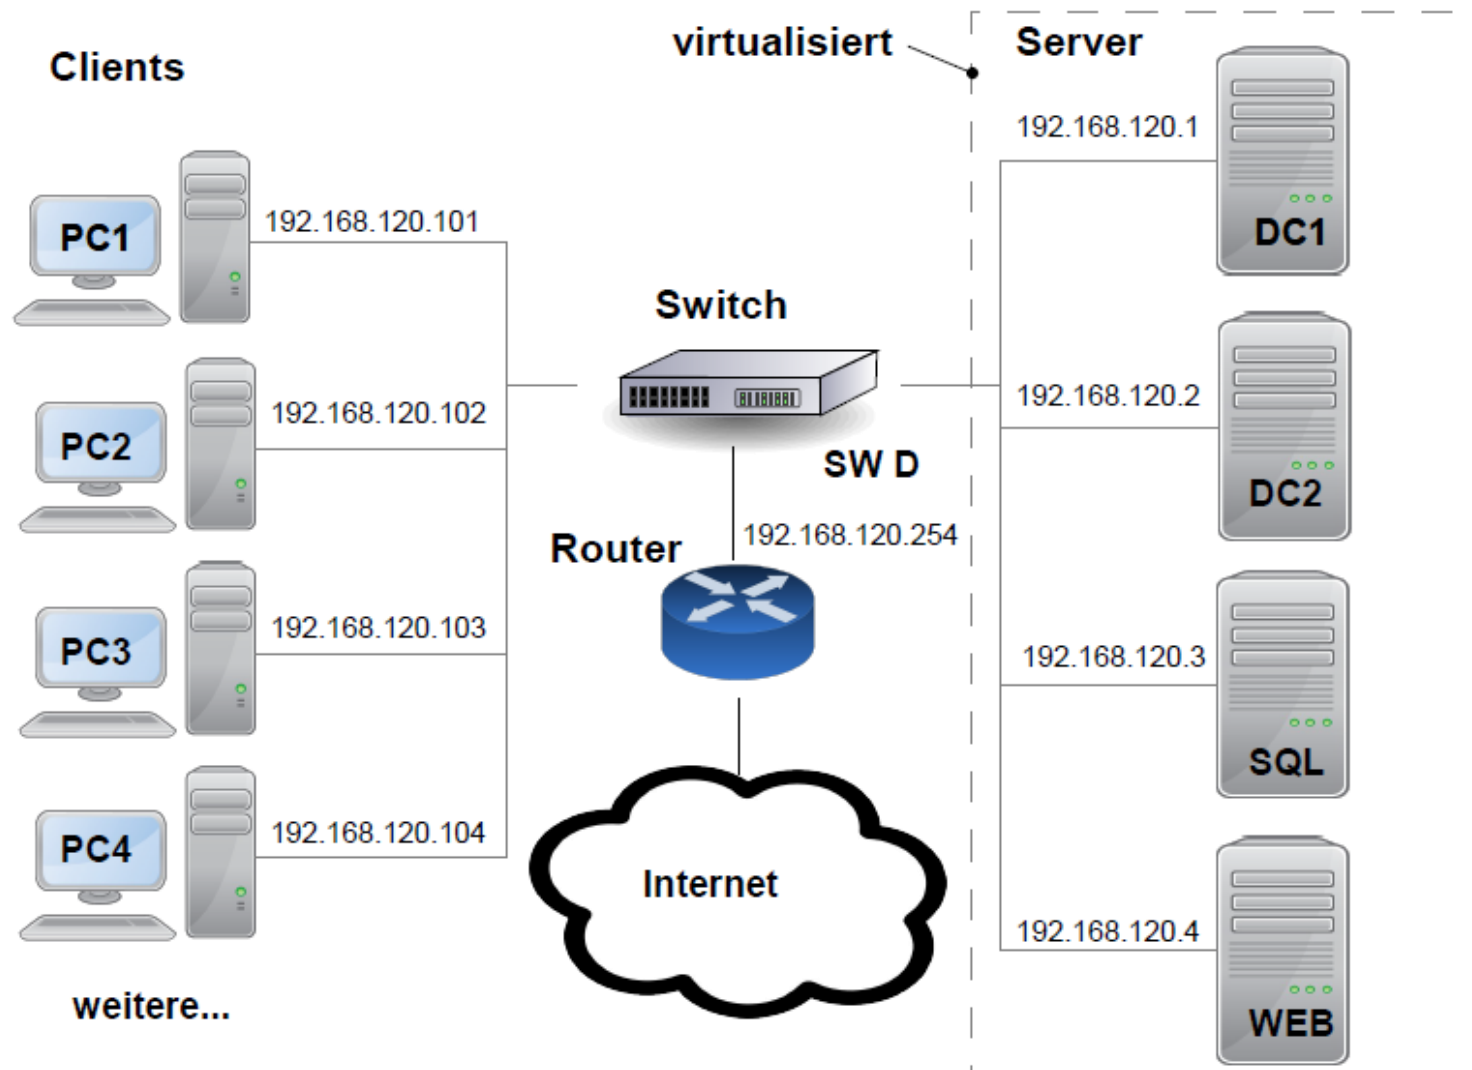 Clients
virtualisiert
Server
192.168.120.1
DC1
PC1
192.168.120.101
Switch
SW D
192.168.120.2
DC2
PC2
192.168.120.102
Router
192.168.120.254
PC3
192.168.120.103
192.168.120.3
SQL
PC4
192.168.120.104
Internet
192.168.120.4
WEB
weitere...